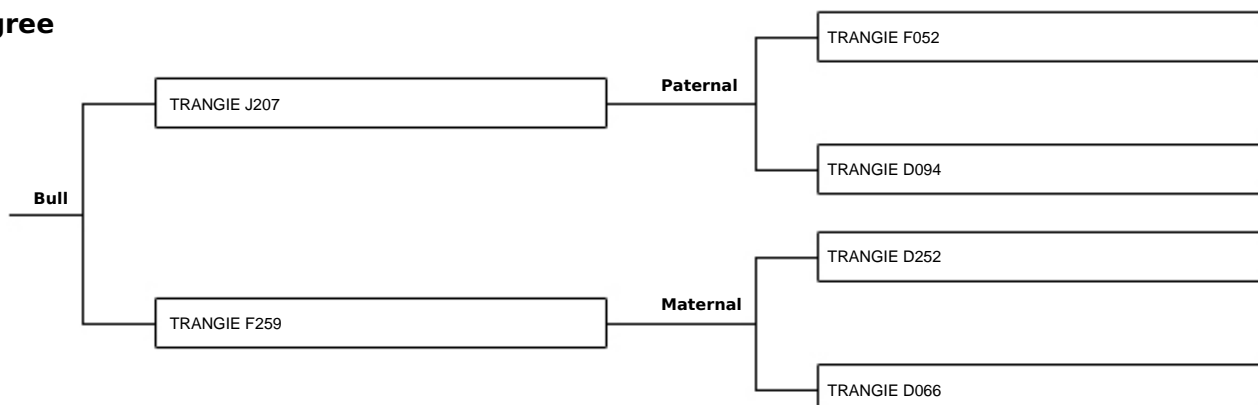 gree
TRANGIE F052
Paternal
TRANGIE J207
TRANGIE D094
Bull
TRANGIE D252
Maternal
TRANGIE F259
TRANGIE D066